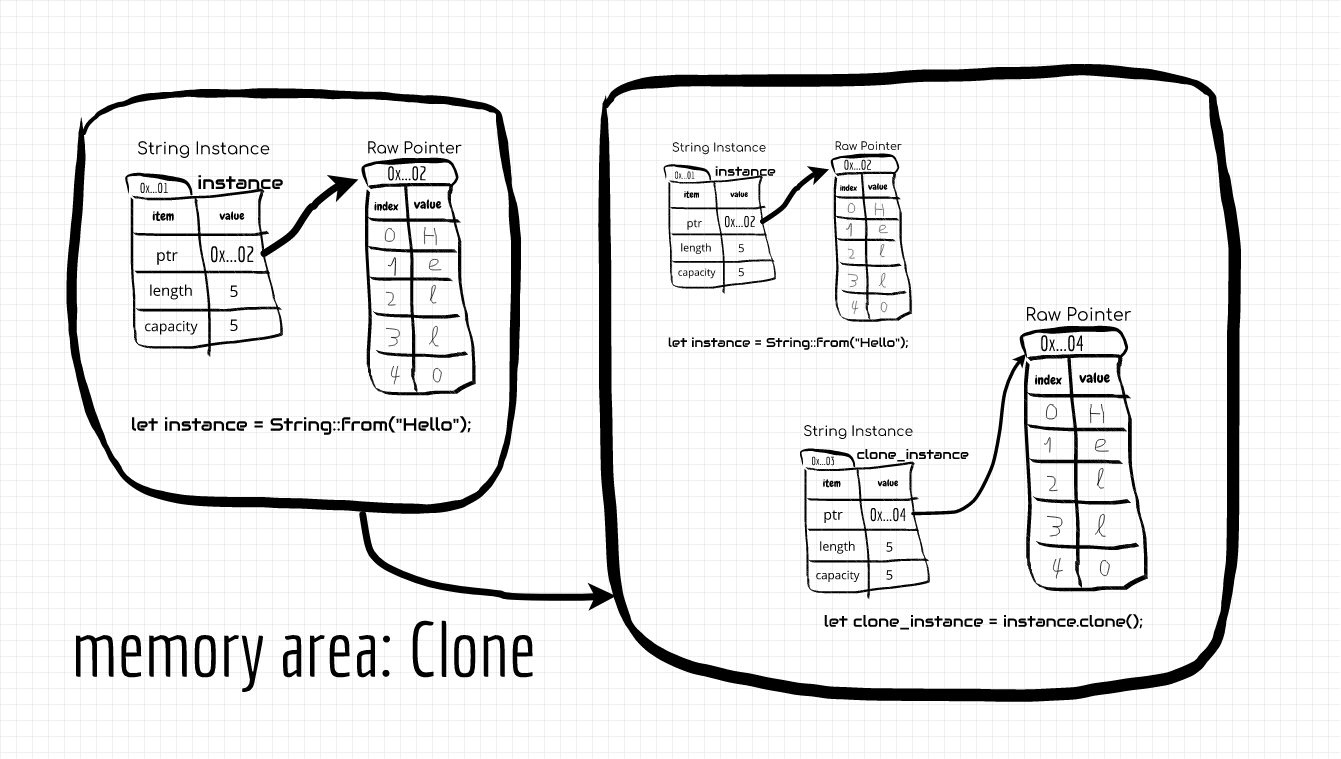 String Instance
0x...01 instance
item value
ptr 0x...02
length 5
capacity 5
Raw Pointer
0x...02
index value
0 H
1 e
2 l
3 l
4 o
let instance = String::from("Hello");
String Instance
0x...01 instance
item value
ptr 0x...02
length 5
capacity 5
Raw Pointer
0x...02
index value
0 H
1 e
2 l
3 l
4 o
let instance = String::from("Hello");
String Instance
0x...03 clone_instance
item value
ptr 0x...04
length 5
capacity 5
Raw Pointer
0x...04
index value
0 H
1 e
2 l
3 l
4 o
let clone_instance = instance.clone();
memory area: Clone